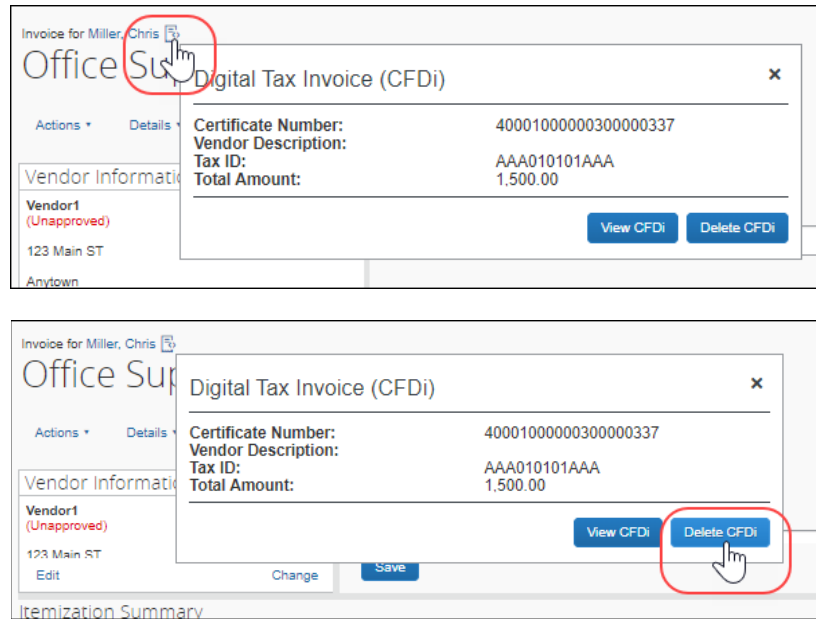 Invoice for Miller, Chris
Office Su
Digital Tax Invoice (CFDi) ×
Actions Details
Certificate Number: 40001000000300000337
Vendor Description:
Tax ID: AAA010101AAA
Total Amount: 1,500.00
Vendor Informati
Vendor1
(Unapproved)
View CFDi Delete CFDi
123 Main ST
Anytown
Invoice for Miller, Chris
Office Sup
Digital Tax Invoice (CFDi) ×
Actions Details
Certificate Number: 40001000000300000337
Vendor Description:
Tax ID: AAA010101AAA
Total Amount: 1,500.00
Vendor Informati
Vendor1
(Unapproved)
View CFDi Delete CFDi
123 Main ST
Edit Change Save
Itemization Summary